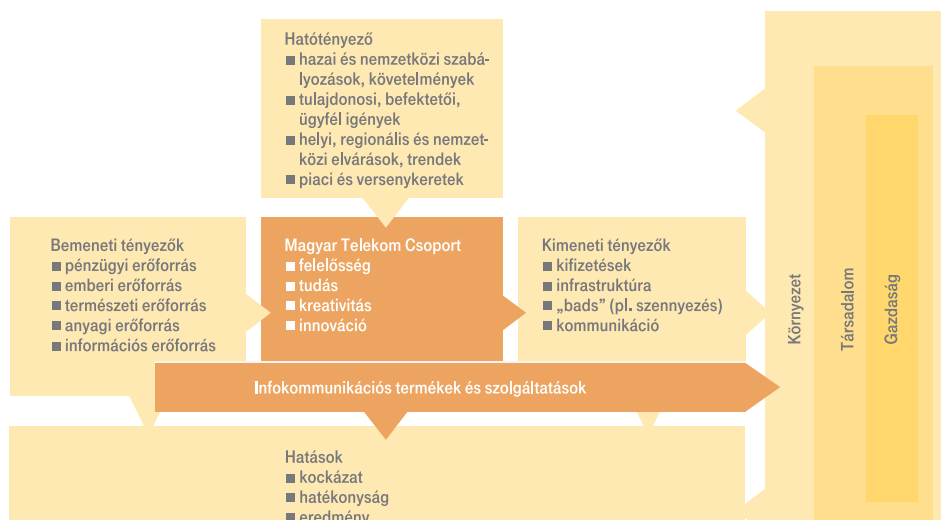 Hatótényező
■ hazai és nemzetközi szabá-
lyozások, követelmények
■ tulajdonosi, befektetői,
ügyfél igények
■ helyi, regionális és nemzet-
közi elvárások, trendek
■ piaci és versenykeretek
Bemeneti tényezők
■ pénzügyi erőforrás
■ emberi erőforrás
■ természeti erőforrás
■ anyagi erőforrás
■ információs erőforrás
Magyar Telekom Csoport
■ felelősség
■ tudás
■ kreativitás
■ innováció
Kimeneti tényezők
■ kifizetések
■ infrastruktúra
■ „bads” (pl. szennyezés)
■ kommunikáció
Környezet
Társadalom
Gazdaság
Infokommunikációs termékek és szolgáltatások
Hatások
■ kockázat
■ hatékonyság
■ eredmény